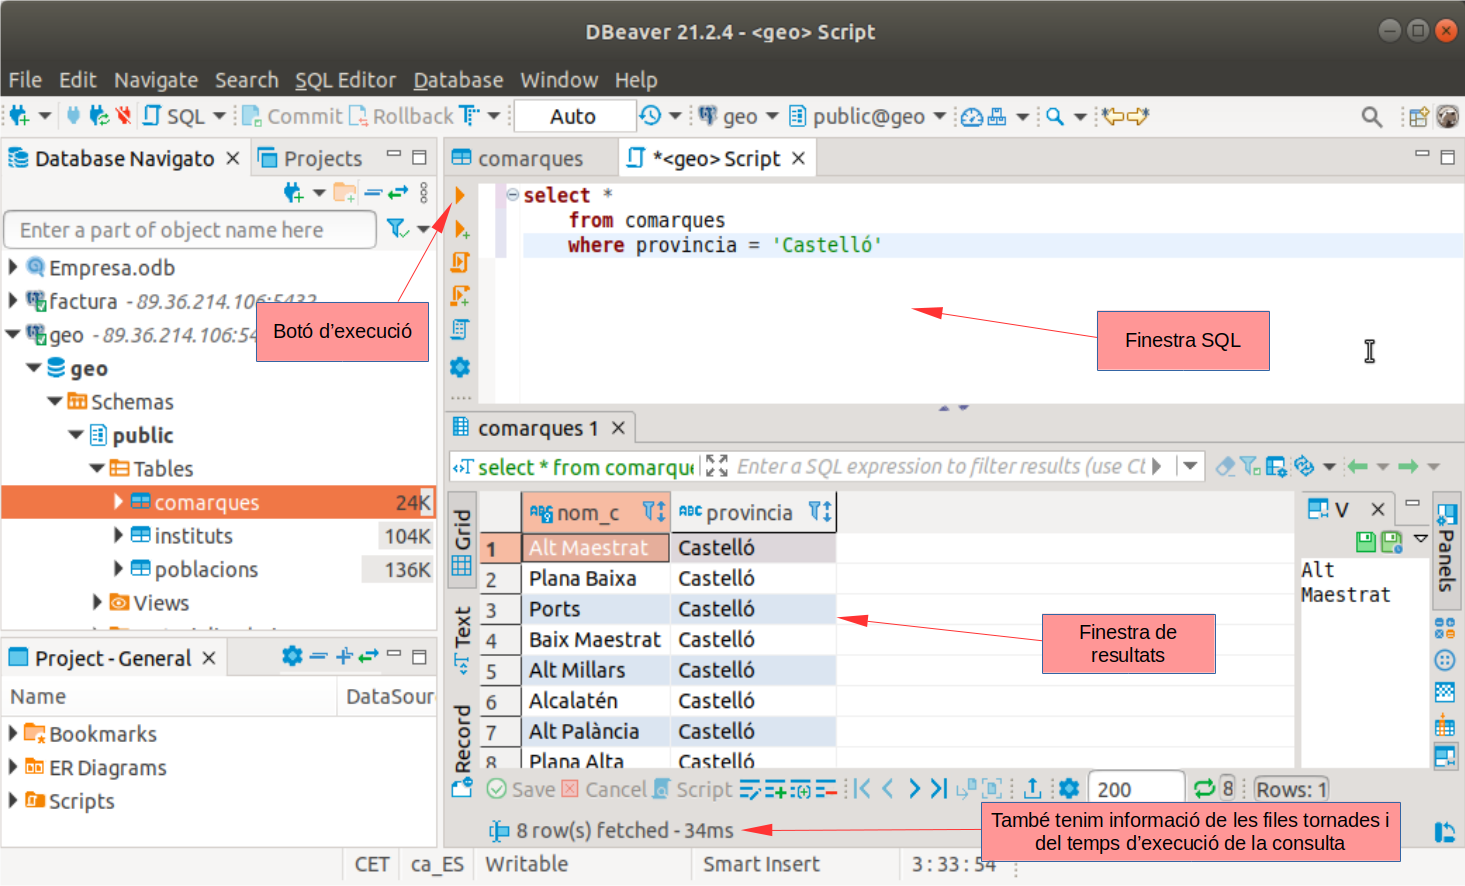 DBeaver 21.2.4 - <geo> Script
File Edit Navigate Search SQL Editor Database Window Help
SQL Commit Rollback Auto geo public@geo
Database Navigato Projects
comarques *<geo> Script
Enter a part of object name here
select *
from comarques
where provincia = 'Castelló'
Empresa.odb
factura - 89.36.214.106:5432
geo - 89.36.214.106:54
geo
Schemas
public
Tables
comarques 24K
instituts 104K
poblacions 136K
Views
Botó d'execució
Finestra SQL
comarques 1
select * from comarque Enter a SQL expression to filter results (use Ct
Grid
Text
Record
nom_c provincia
1 Alt Maestrat Castelló
2 Plana Baixa Castelló
3 Ports Castelló
4 Baix Maestrat Castelló
5 Alt Millars Castelló
6 Alcalatén Castelló
7 Alt Palància Castelló
8 Plana Alta Castelló
V
Panels
Alt
Maestrat
Finestra de
resultats
Project - General
Name DataSour
Bookmarks
ER Diagrams
Scripts
Save Cancel Script 200 8 Rows: 1
8 row(s) fetched - 34ms
També tenim informació de les files tornades i
del temps d'execució de la consulta
CET ca_ES Writable Smart Insert 3:33:54